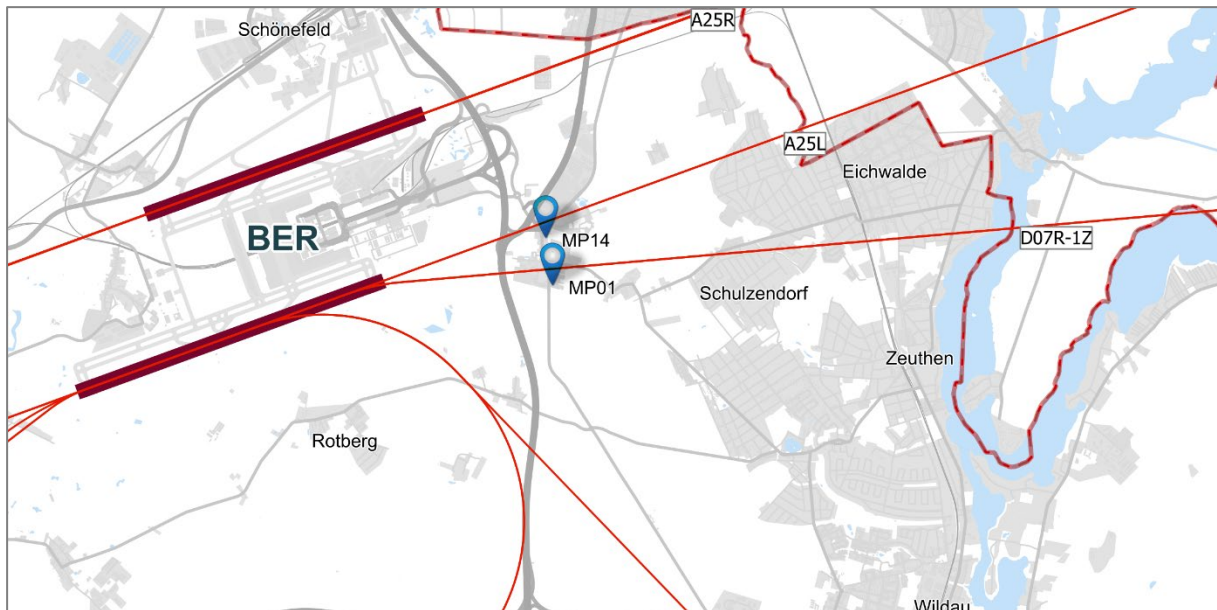 Schönefeld
A25R
A25L
Eichwalde
BER
MP14
D07R-1Z
MP01
Schulzendorf
Zeuthen
Rotberg
Wildau